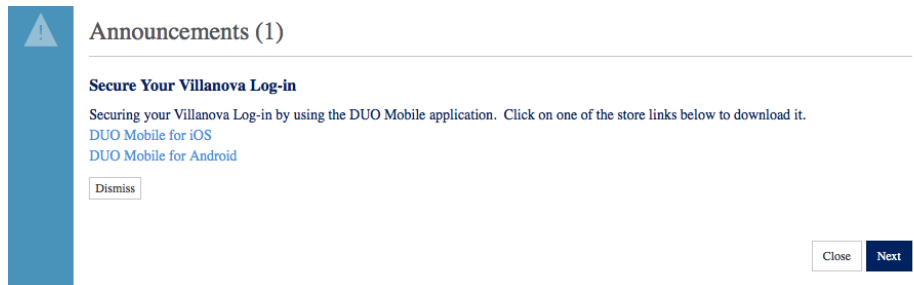 Announcements (1)
Secure Your Villanova Log-in
Securing your Villanova Log-in by using the DUO Mobile application. Click on one of the store links below to download it.
DUO Mobile for iOS
DUO Mobile for Android
Dismiss
Close
Next